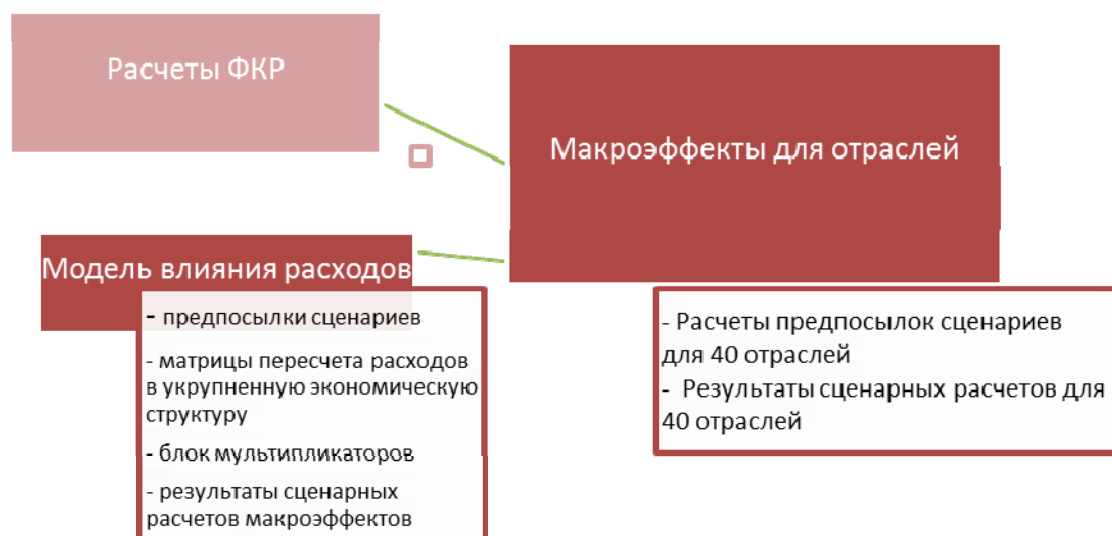 Расчеты ФКР
Макроэффекты для отраслей
Модель влияния расходов
- предпосылки сценариев
- матрицы пересчета расходов
в укрупненную экономическую
структуру
- блок мультипликаторов
- результаты сценарных
расчетов макроэффектов
- Расчеты предпосылок сценариев
для 40 отраслей
- Результаты сценарных расчетов для
40 отраслей